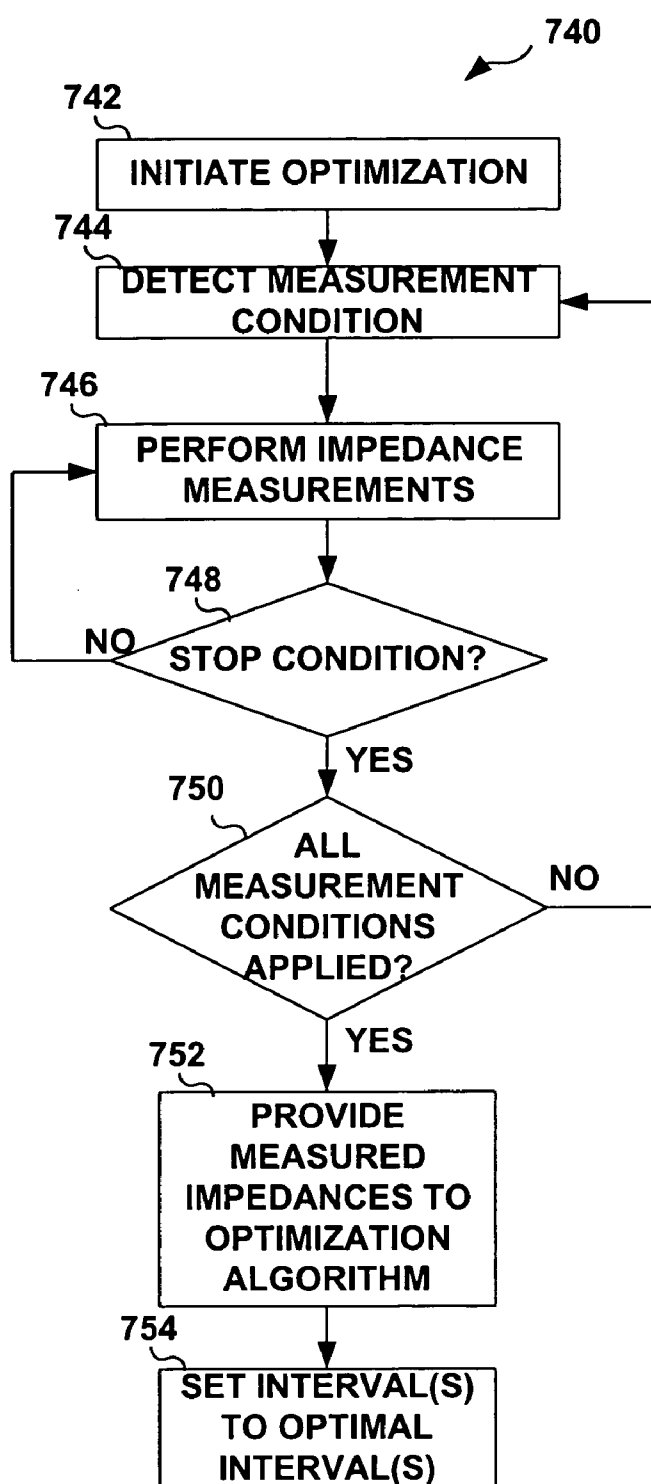 740
742
INITIATE OPTIMIZATION
744
DETECT MEASUREMENT
CONDITION
746
PERFORM IMPEDANCE
MEASUREMENTS
748
NO
STOP CONDITION?
YES
750
ALL
MEASUREMENT
CONDITIONS
APPLIED?
NO
YES
752
PROVIDE
MEASURED
IMPEDANCES TO
OPTIMIZATION
ALGORITHM
754
SET INTERVAL(S)
TO OPTIMAL
INTERVAL(S)